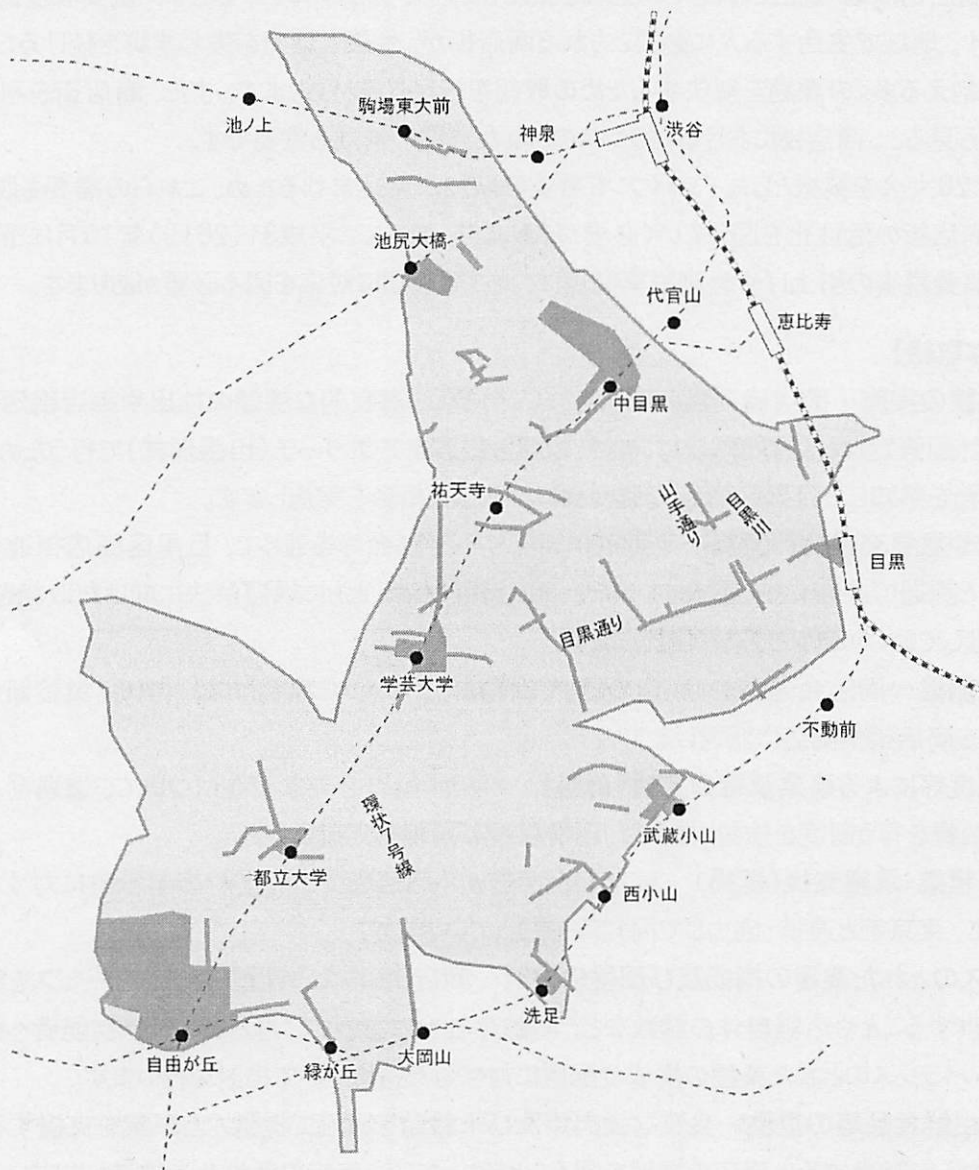 池ノ上
駒場東大前
神泉
渋谷
池尻大橋
代官山
恵比寿
中目黒
祐天寺
山手通り
目黒川
目黒
目黒通り
学芸大学
不動前
環状7号線
武蔵小山
都立大学
西小山
洗足
自由が丘
緑が丘
大岡山